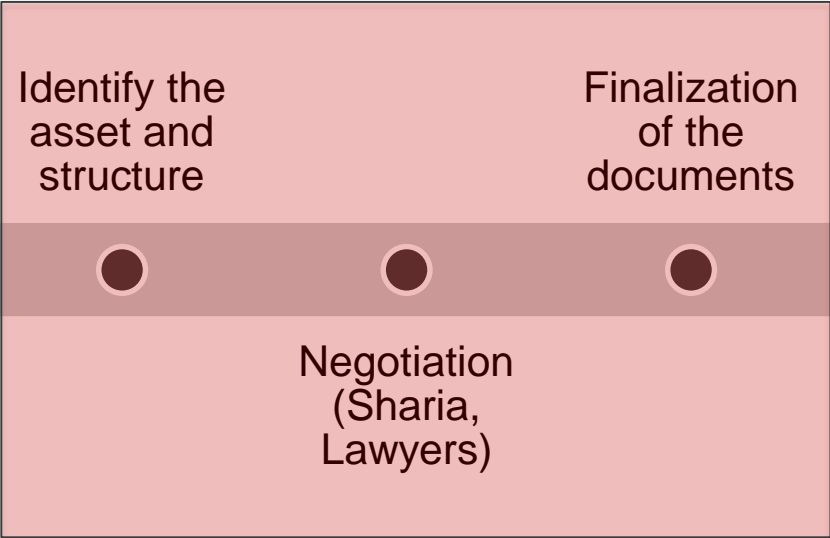 Identify the
asset and
structure
Negotiation
(Sharia,
Lawyers)
Finalization
of the
documents